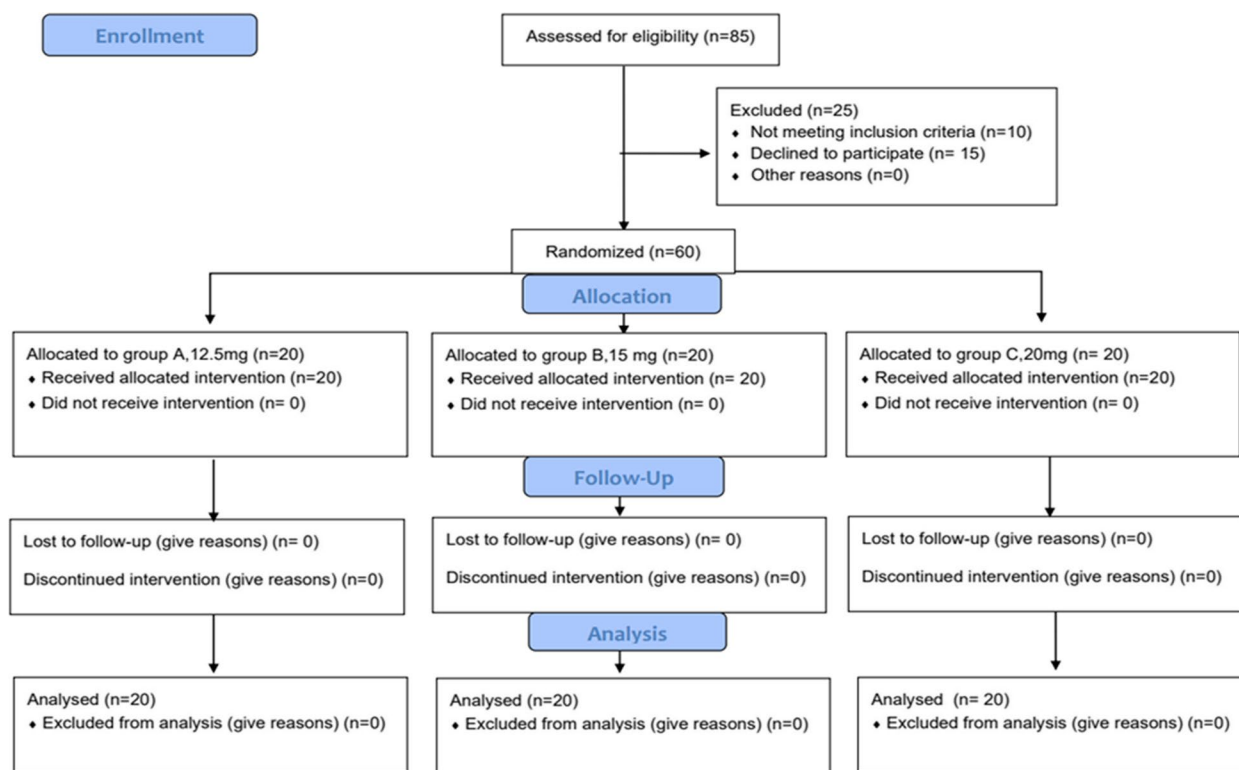 Enrollment
Assessed for eligibility (n=85)
Excluded (n=25)
⬧ Not meeting inclusion criteria (n=10)
⬧ Declined to participate (n= 15)
⬧ Other reasons (n=0)
Randomized (n=60)
Allocation
Allocated to group A,12.5mg (n=20)
⬧ Received allocated intervention (n=20)
⬧ Did not receive intervention (n= 0)
Allocated to group B,15 mg (n=20)
⬧ Received allocated intervention (n= 20)
⬧ Did not receive intervention (n= 0)
Allocated to group C,20mg (n= 20)
⬧ Received allocated intervention (n=20)
⬧ Did not receive intervention (n= 0)
Follow-Up
Lost to follow-up (give reasons) (n= 0)
Discontinued intervention (give reasons) (n=0)
Lost to follow-up (give reasons) (n= 0)
Discontinued intervention (give reasons) (n=0)
Lost to follow-up (give reasons) (n=0)
Discontinued intervention (give reasons) (n=0)
Analysis
Analysed (n=20)
⬧ Excluded from analysis (give reasons) (n=0)
Analysed (n=20)
⬧ Excluded from analysis (give reasons) (n=0)
Analysed (n= 20)
⬧ Excluded from analysis (give reasons) (n=0)